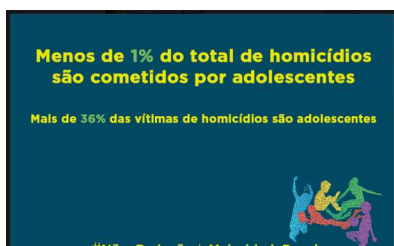 Menos de 1% do total de homicídios
são cometidos por adolescentes
Mais de 36% das vítimas de homicídios são adolescentes